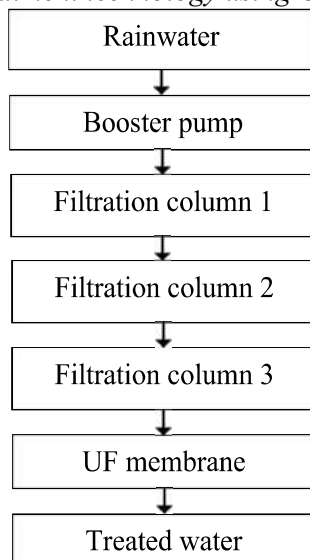 Rainwater
Booster pump
Filtration column 1
Filtration column 2
Filtration column 3
UF membrane
Treated water